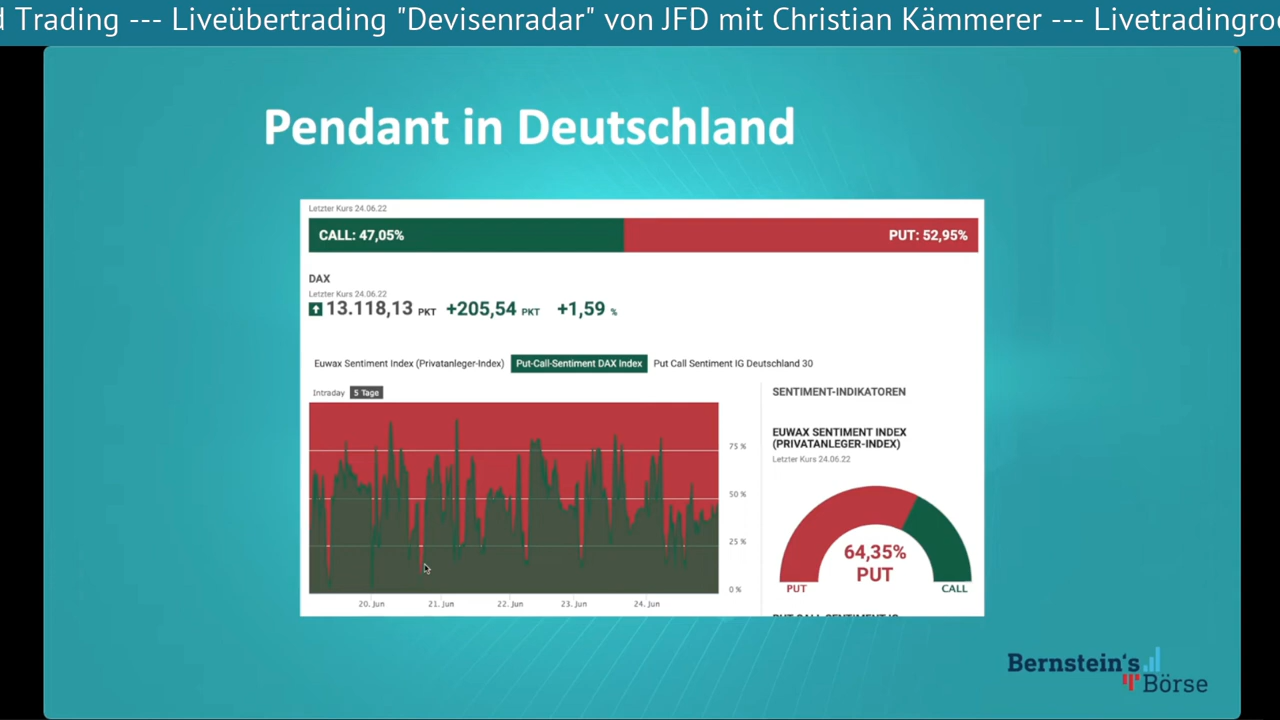 Trading --- Liveübertrading "Devisenradar" von JFD mit Christian Kämmerer --- Livetradingroo
Pendant in Deutschland
Letzter Kurs 24.06.22
CALL: 47,05% PUT: 52,95%
DAX
Letzter Kurs 24.06.22
13.118,13 PKT +205,54 PKT +1,59 %
Euwax Sentiment Index (Privatanleger-Index) Put-Call-Sentiment DAX Index Put Call Sentiment IG Deutschland 30
Intraday 5 Tage
75 %
50 %
25 %
0 %
20. Jun 21. Jun 22. Jun 23. Jun 24. Jun
SENTIMENT-INDIKATOREN
EUWAX SENTIMENT INDEX
(PRIVATANLEGER-INDEX)
Letzter Kurs 24.06.22
64,35%
PUT
PUT CALL
Bernstein's
Börse